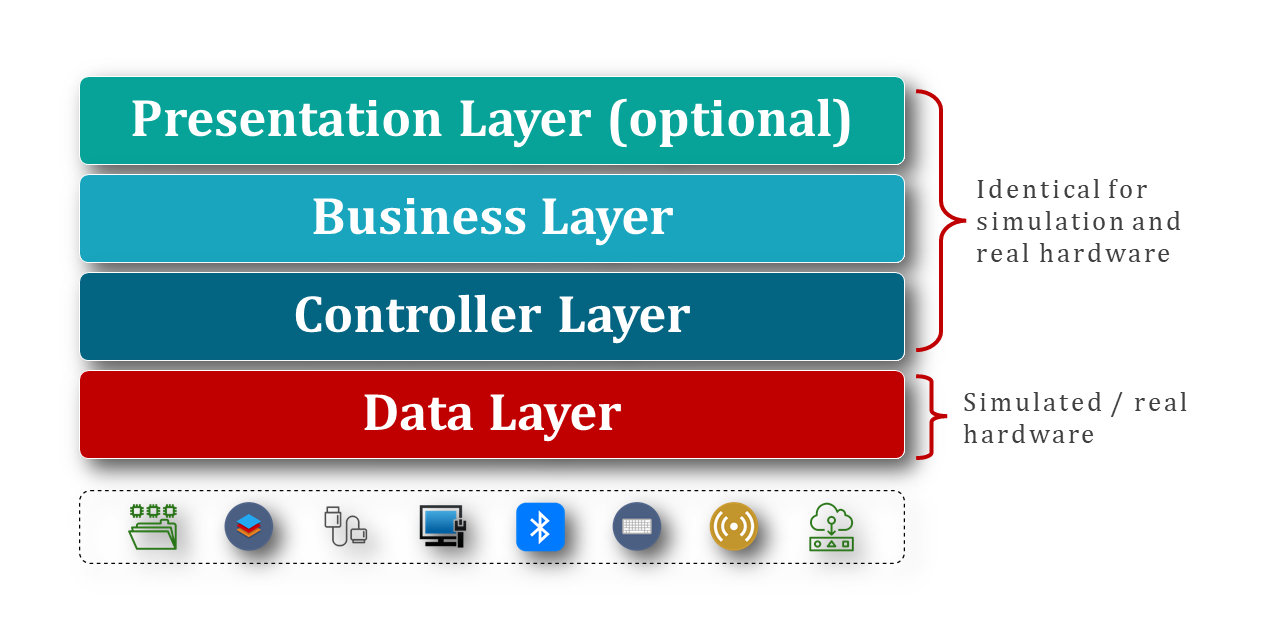 Presentation Layer (optional)
Business Layer
Controller Layer
Data Layer
Identical for
simulation and
real hardware
Simulated / real
hardware